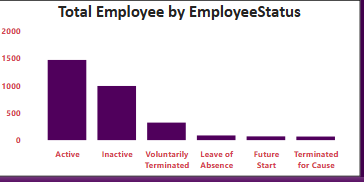 Total Employee by EmployeeStatus
2000
1500
1000
500
0
Active
Inactive
Voluntarily
Terminated
Leave of
Absence
Future
Start
Terminated
for Cause